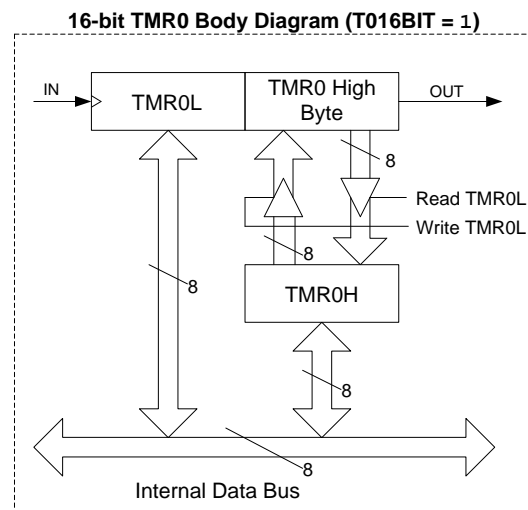 16-bit TMR0 Body Diagram (T016BIT = 1)
IN
TMR0L
TMR0 High
Byte
OUT
8
Read TMR0L
Write TMR0L
8
TMR0H
8
8
8
Internal Data Bus